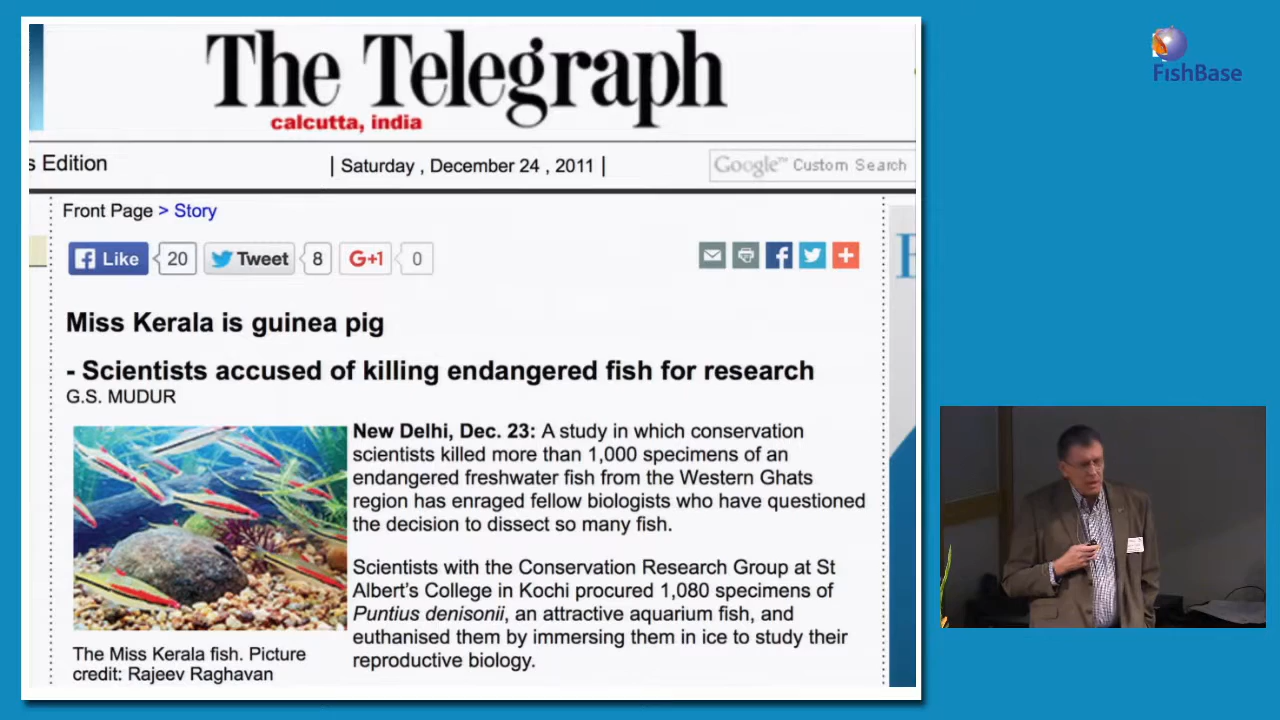 FishBase
The Telegraph
calcutta, india
s Edition
| Saturday , December 24 , 2011 |
Google™ Custom Search
Front Page > Story
Like 20 Tweet 8 G+1 0
Miss Kerala is guinea pig
- Scientists accused of killing endangered fish for research
G.S. MUDUR
New Delhi, Dec. 23: A study in which conservation
scientists killed more than 1,000 specimens of an
endangered freshwater fish from the Western Ghats
region has enraged fellow biologists who have questioned
the decision to dissect so many fish.
Scientists with the Conservation Research Group at St
Albert's College in Kochi procured 1,080 specimens of
Puntius denisonii, an attractive aquarium fish, and
euthanised them by immersing them in ice to study their
reproductive biology.
The Miss Kerala fish. Picture
credit: Rajeev Raghavan